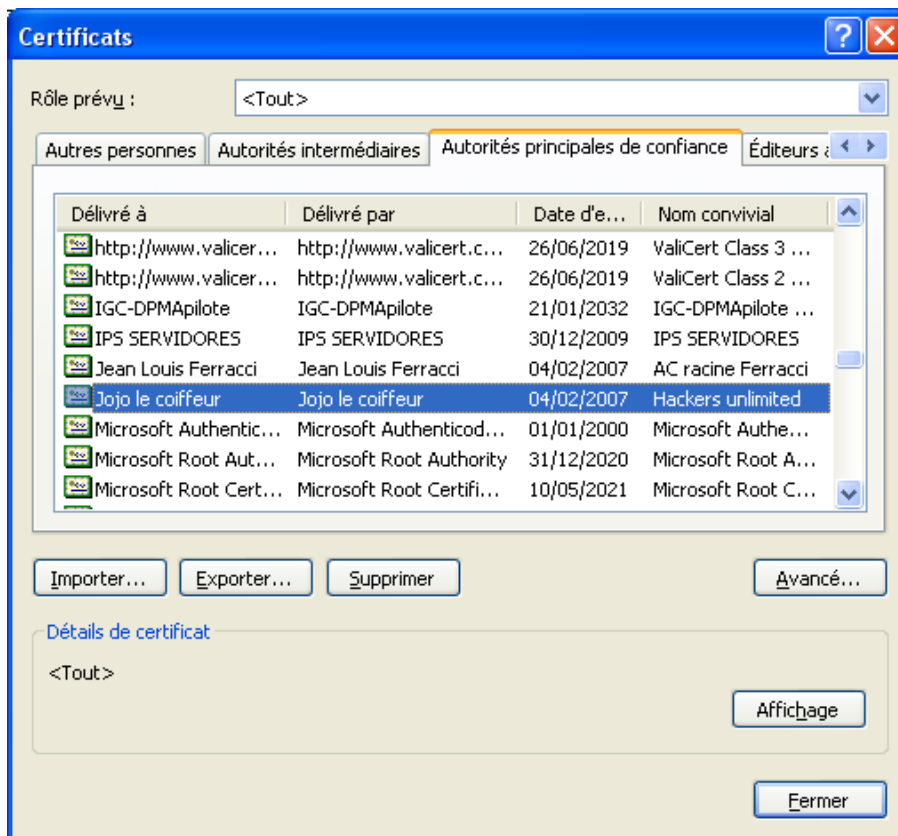 Certificats
Rôle prévu : <Tout>
Autres personnes Autorités intermédiaires Autorités principales de confiance Éditeurs
Délivré à Délivré par Date d'e... Nom convivial
http://www.valicer... http://www.valicert.c... 26/06/2019 ValiCert Class 3 ...
http://www.valicer... http://www.valicert.c... 26/06/2019 ValiCert Class 2 ...
IGC-DPMApilote IGC-DPMApilote 21/01/2032 IGC-DPMApilote ...
IPS SERVIDORES IPS SERVIDORES 30/12/2009 IPS SERVIDORES
Jean Louis Ferracci Jean Louis Ferracci 04/02/2007 AC racine Ferracci
Jojo le coiffeur Jojo le coiffeur 04/02/2007 Hackers unlimited
Microsoft Authentic... Microsoft Authenticod... 01/01/2000 Microsoft Authe...
Microsoft Root Aut... Microsoft Root Authority 31/12/2020 Microsoft Root A...
Microsoft Root Cert... Microsoft Root Certifi... 10/05/2021 Microsoft Root C...
Importer... Exporter... Supprimer Avancé...
Détails de certificat
<Tout>
Affichage
Fermer